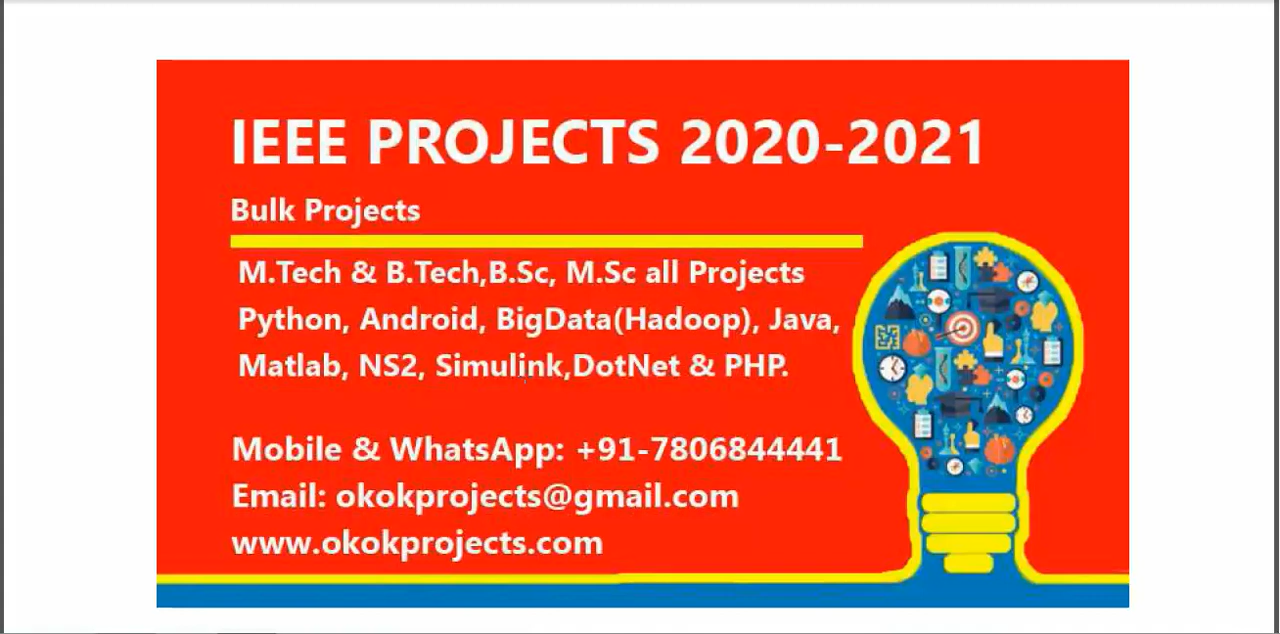 IEEE PROJECTS 2020-2021
Bulk Projects
M.Tech & B.Tech,B.Sc, M.Sc all Projects
Python, Android, BigData(Hadoop), Java,
Matlab, NS2, Simulink,DotNet & PHP.
Mobile & WhatsApp: +91-7806844441
Email: okokprojects@gmail.com
www.okokprojects.com